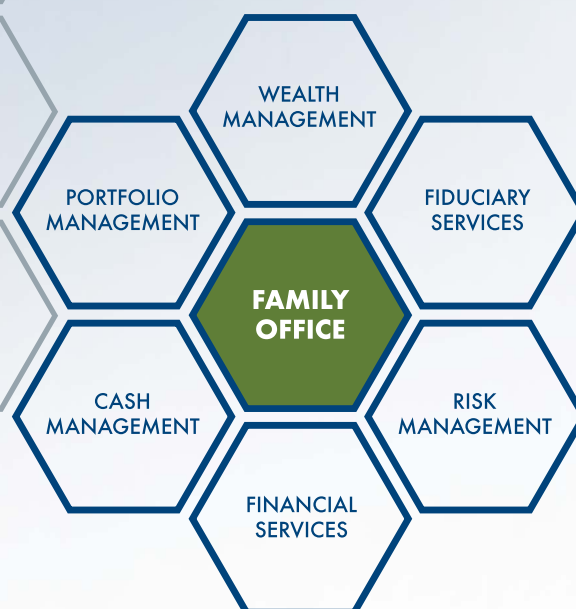 WEALTH
MANAGEMENT
PORTFOLIO
MANAGEMENT
FIDUCIARY
SERVICES
FAMILY
OFFICE
CASH
MANAGEMENT
RISK
MANAGEMENT
FINANCIAL
SERVICES